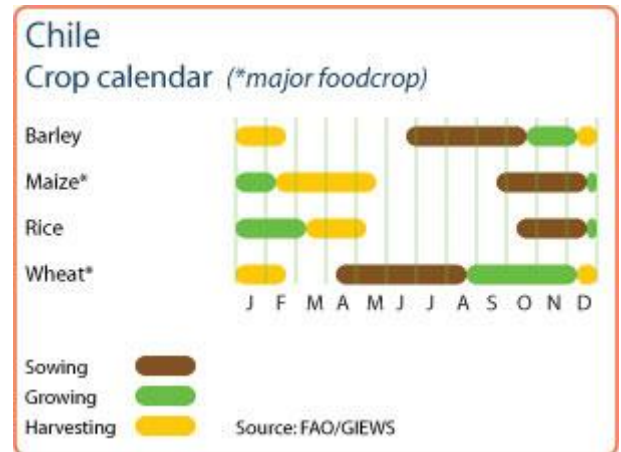 Chile
Crop calendar (*major foodcrop)
Barley
Maize*
Rice
Wheat*
J F M A M J J A S O N D
Sowing
Growing
Harvesting
Source: FAO/GIEWS